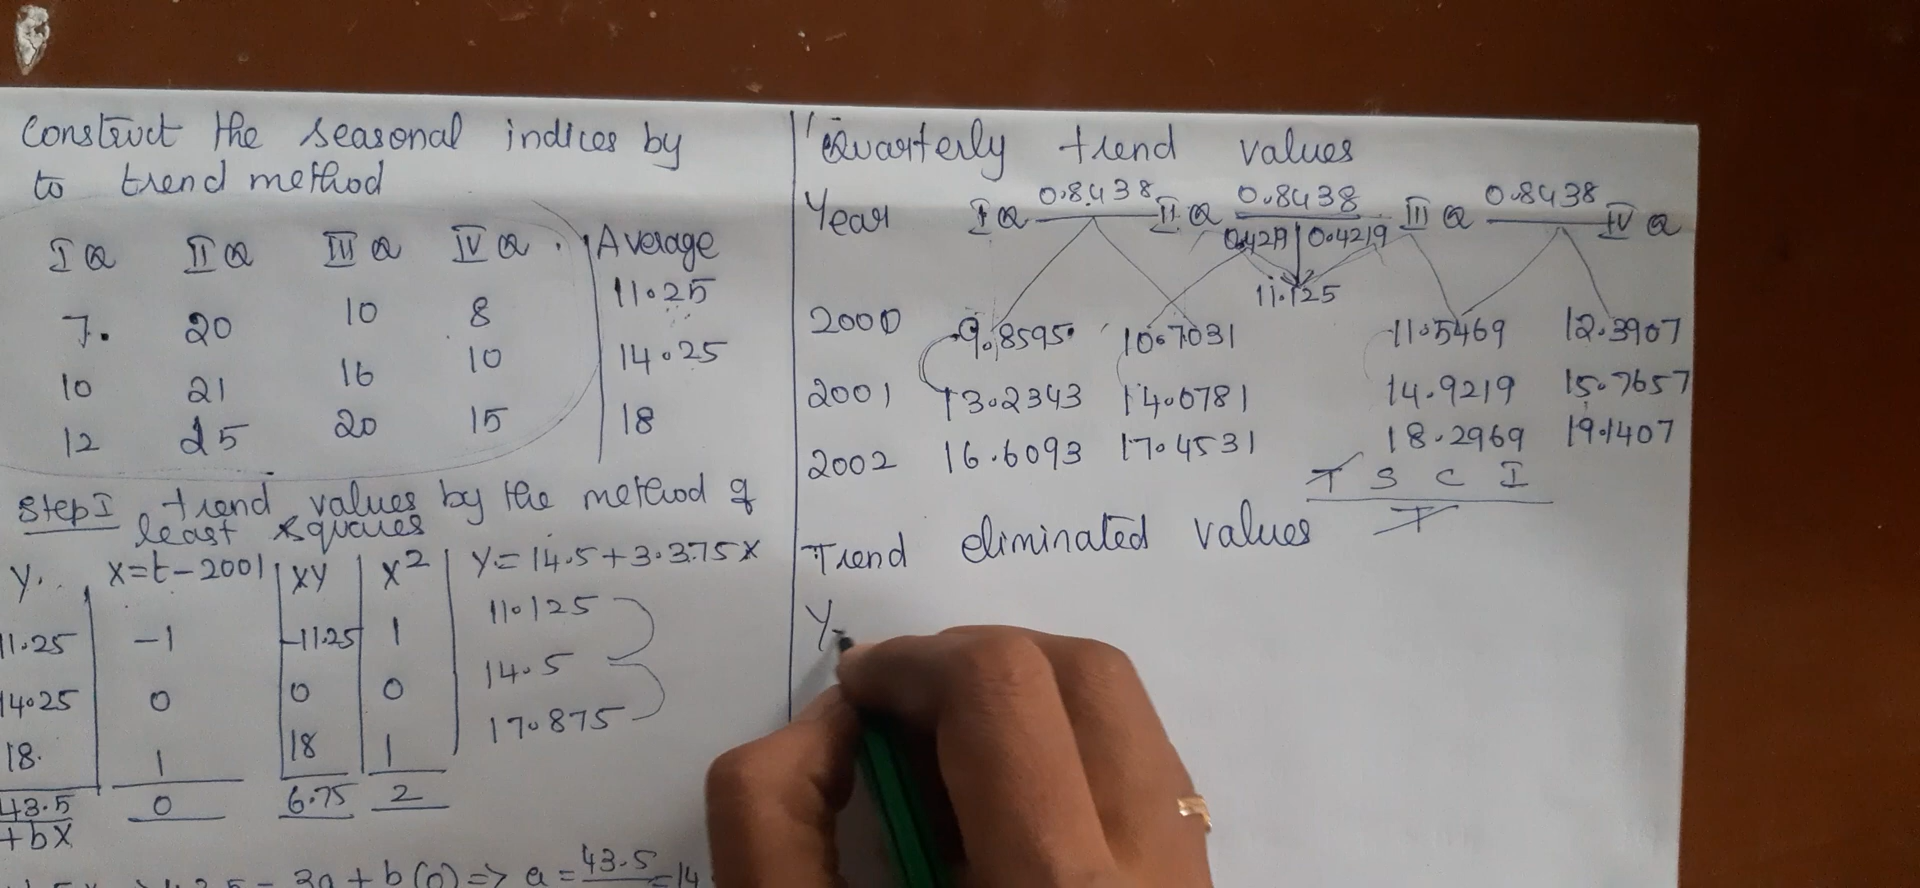 Construct the seasonal indices by
to trend method
I Q II Q III Q IV Q Average
7. 20 10 8 11.25
10 21 16 10 14.25
12 25 20 15 18
Step I trend values by the method of
least squares
Y. X=t-2001 XY X2 Y=14.5+3.375X
11.25 -1 -11.25 1 11.125
14.25 0 0 0 14.5
18. 1 18 1 17.875
43.5 0 6.75 2
+bX
3a+b(0)=> a=43.5
Quarterly trend values
0.8438 0.8438 0.8438
Year I Q II Q III Q IV Q
0.4219 0.4219
11.125
2000 9.8595 10.7031 11.5469 12.3907
2001 13.2343 14.0781 14.9219 15.7657
2002 16.6093 17.4531 18.2969 19.1407
T S C I
T
Trend eliminated values
Y